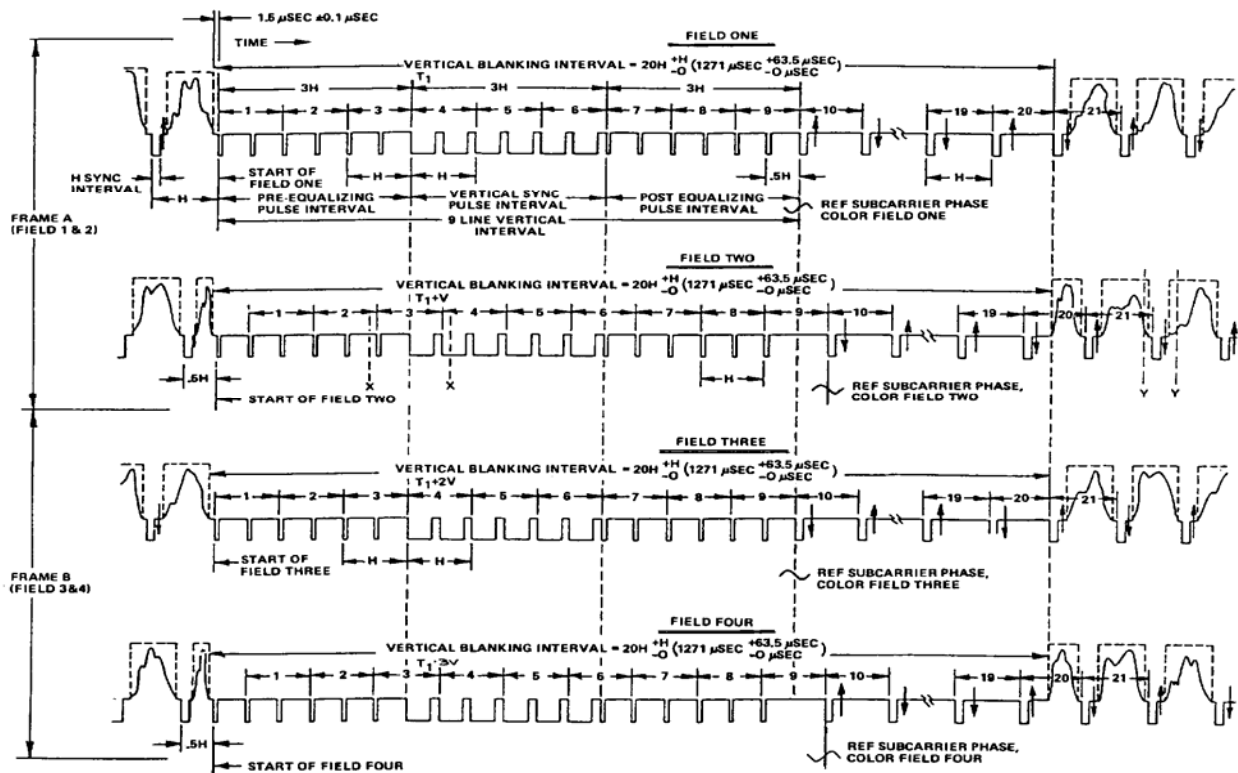 1.5 µSEC ±0.1 µSEC
TIME
FIELD ONE
VERTICAL BLANKING INTERVAL = 20H +H -O (1271 µSEC +63.5 µSEC -O µSEC)
3H T1 3H 3H
1 2 3 4 5 6 7 8 9 10 19 20 21
H SYNC INTERVAL
START OF FIELD ONE
H H .5H H
H
PRE-EQUALIZING PULSE INTERVAL
VERTICAL SYNC PULSE INTERVAL
POST EQUALIZING PULSE INTERVAL
REF SUBCARRIER PHASE
COLOR FIELD ONE
9 LINE VERTICAL INTERVAL
FRAME A
(FIELD 1 & 2)
FIELD TWO
VERTICAL BLANKING INTERVAL = 20H +H -O (1271 µSEC +63.5 µSEC -O µSEC)
T1+V
1 2 3 4 5 6 7 8 9 10 19 20 21
.5H X X H Y Y
START OF FIELD TWO
REF SUBCARRIER PHASE,
COLOR FIELD TWO
FIELD THREE
VERTICAL BLANKING INTERVAL = 20H +H -O (1271 µSEC +63.5 µSEC -O µSEC)
T1+2V
1 2 3 4 5 6 7 8 9 10 19 20 21
START OF
FIELD THREE
H H
REF SUBCARRIER PHASE,
COLOR FIELD THREE
FRAME B
(FIELD 3&4)
FIELD FOUR
VERTICAL BLANKING INTERVAL = 20H +H -O (1271 µSEC +63.5 µSEC -O µSEC)
T1+3V
1 2 3 4 5 6 7 8 9 10 19 20 21
.5H
START OF FIELD FOUR
REF SUBCARRIER PHASE,
COLOR FIELD FOUR